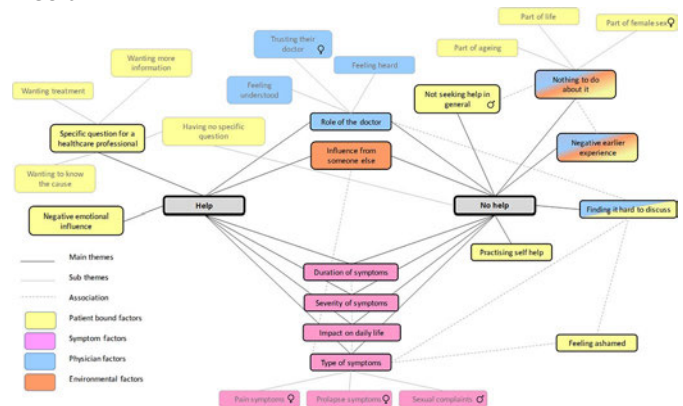 Part of life
Part of female sex♀
Trusting their
doctor ♀
Part of ageing
Wanting more
information
Feeling heard
Nothing to do
about it
Wanting treatment
Feeling
understood
Not seeking help in
general ♂
Specific question for a
healthcare professional
Having no specific
question
Role of the doctor
Influence from
someone else
Negative earlier
experience
Wanting to know
the cause
Help
No help
Finding it hard to discuss
Negative emotional
influence
Practising self help
Main themes
Sub themes
Association
Patient bound factors
Symptom factors
Physician factors
Environmental factors
Duration of symptoms
Severity of symptoms
Impact on daily life
Type of symptoms
Feeling ashamed
Pain symptoms ♀
Prolapse symptoms ♀
Sexual complaints ♂